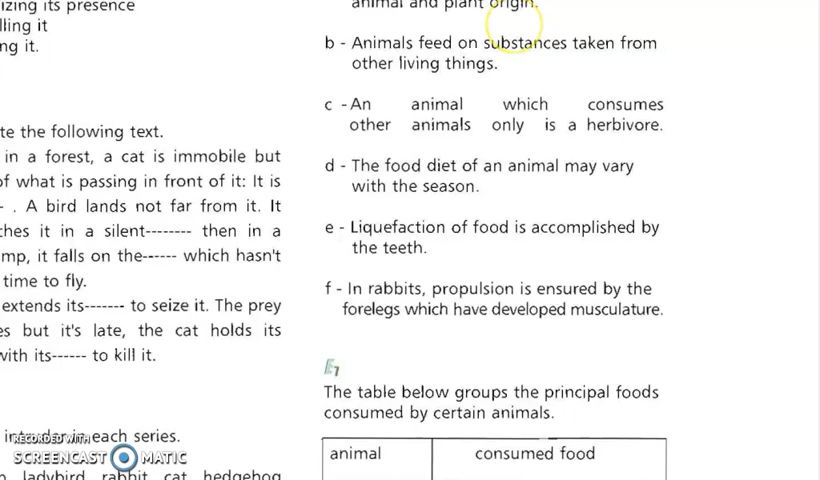 izing its presence
lling it
ng it.
te the following text.
in a forest, a cat is immobile but
of what is passing in front of it: It is
- . A bird lands not far from it. It
ches it in a silent-------- then in a
mp, it falls on the------ which hasn't
time to fly.
extends its------- to seize it. The prey
es but it's late, the cat holds its
with its------ to kill it.
in each series.
ladybird rabbit cat hedgehog
animal and plant origin.
b - Animals feed on substances taken from
other living things.
c - An animal which consumes
other animals only is a herbivore.
d - The food diet of an animal may vary
with the season.
e - Liquefaction of food is accomplished by
the teeth.
f - In rabbits, propulsion is ensured by the
forelegs which have developed musculature.
E7
The table below groups the principal foods
consumed by certain animals.
animal consumed food
RECORDED WITH
SCREENCAST MATIC